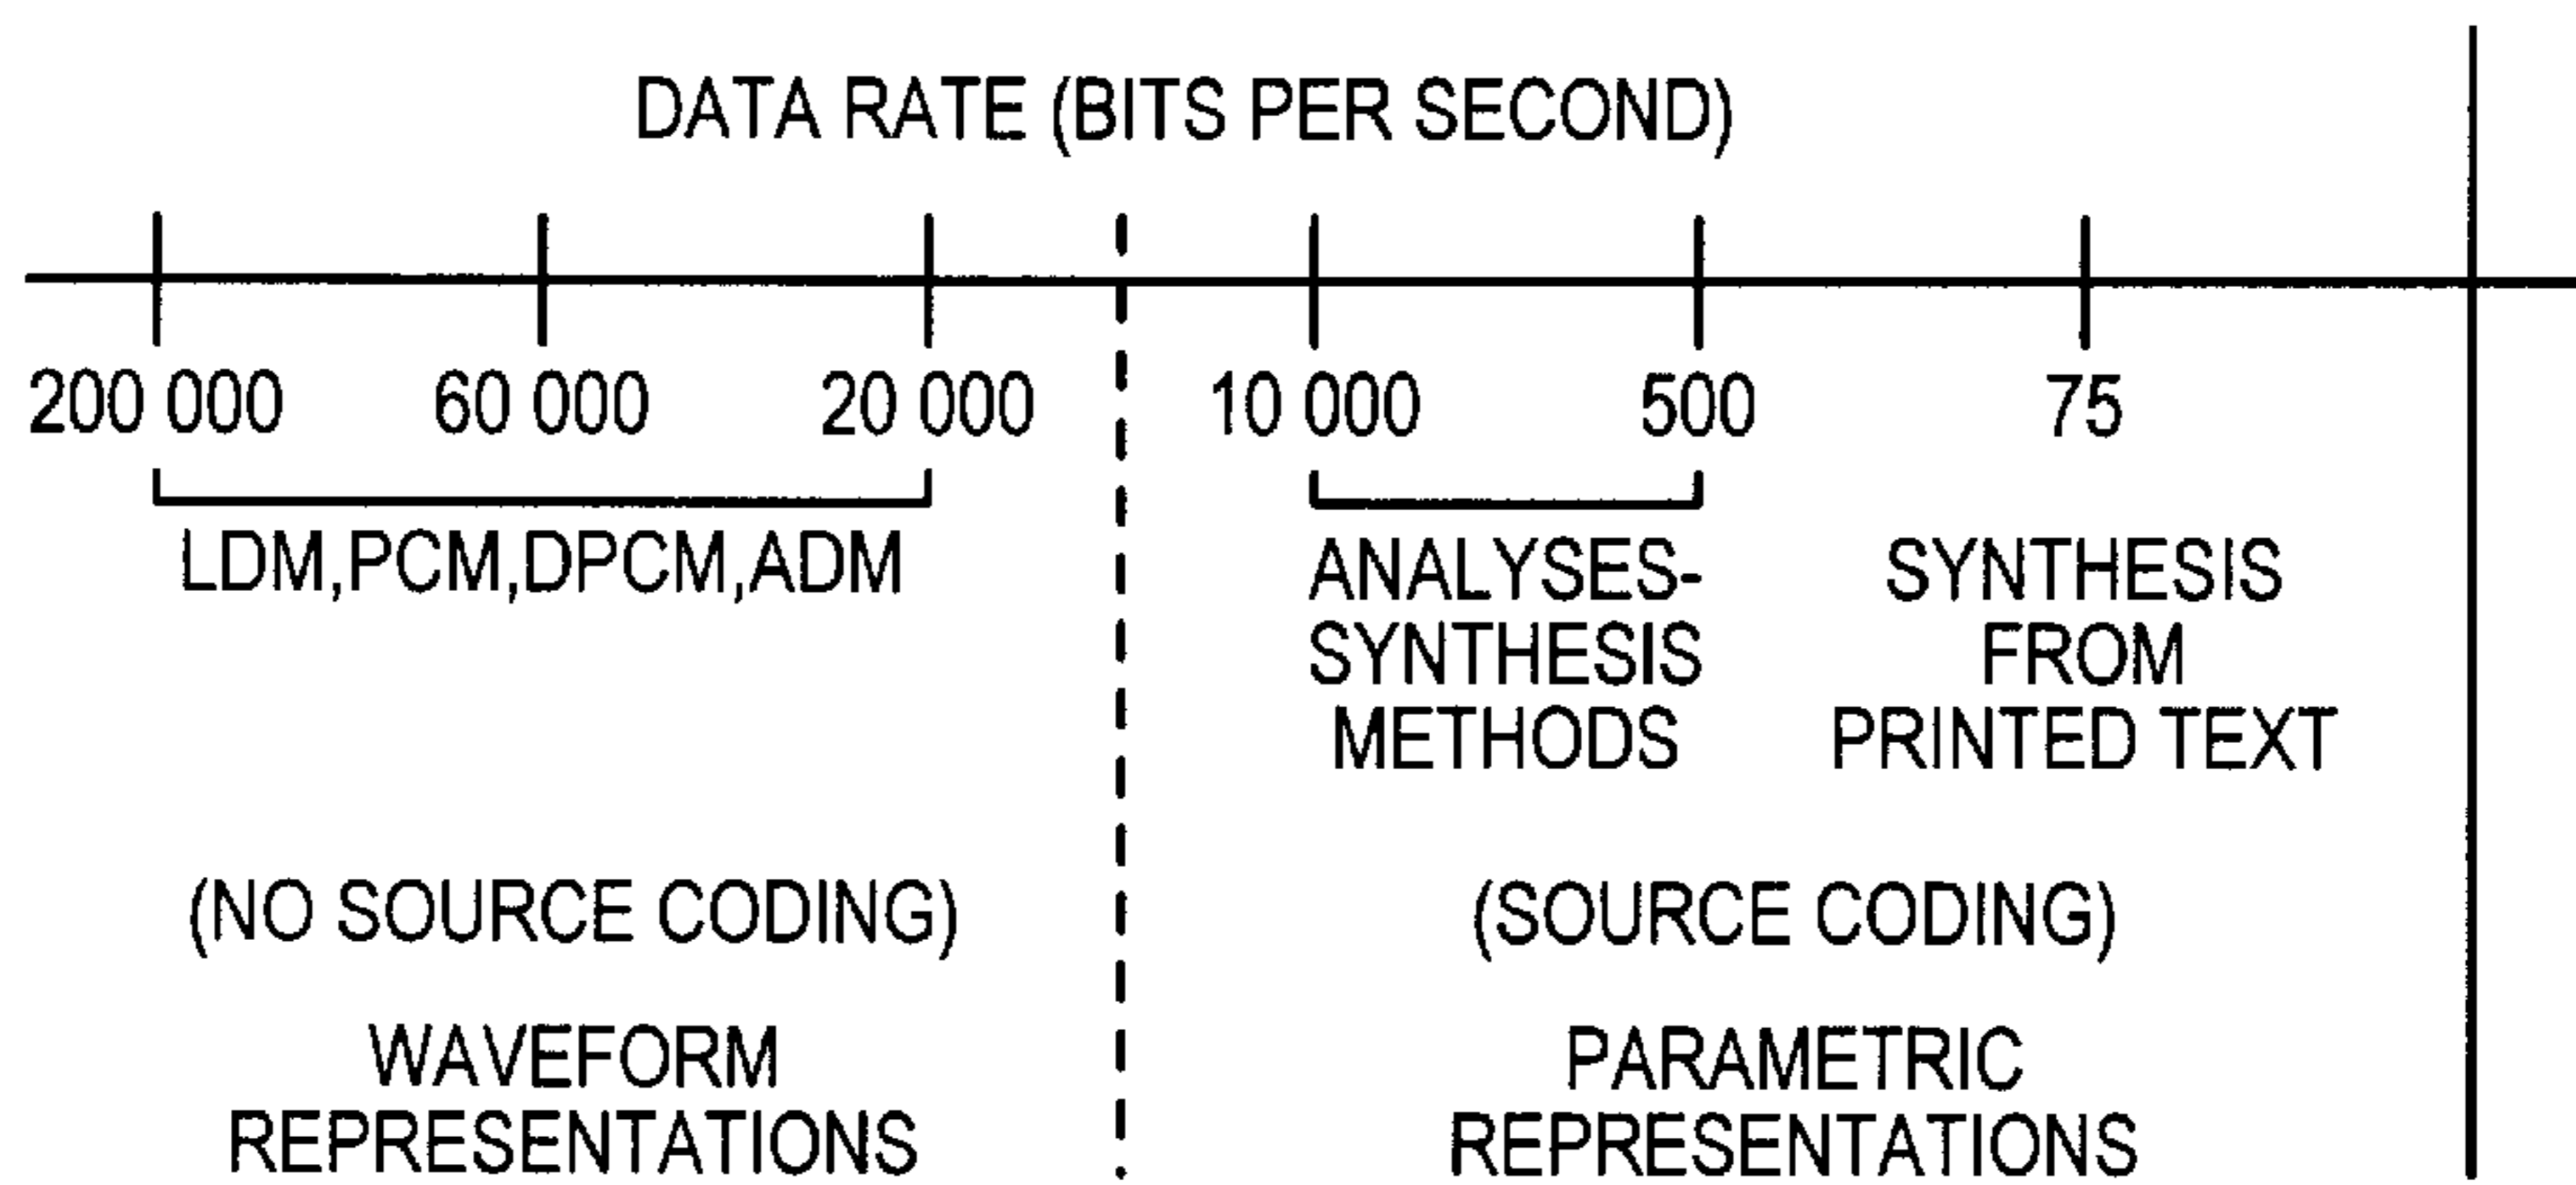 DATA RATE (BITS PER SECOND)
200 000 60 000 20 000 10 000 500 75
LDM,PCM,DPCM,ADM
ANALYSES-
SYNTHESIS
METHODS
SYNTHESIS
FROM
PRINTED TEXT
(NO SOURCE CODING)
(SOURCE CODING)
WAVEFORM
REPRESENTATIONS
PARAMETRIC
REPRESENTATIONS